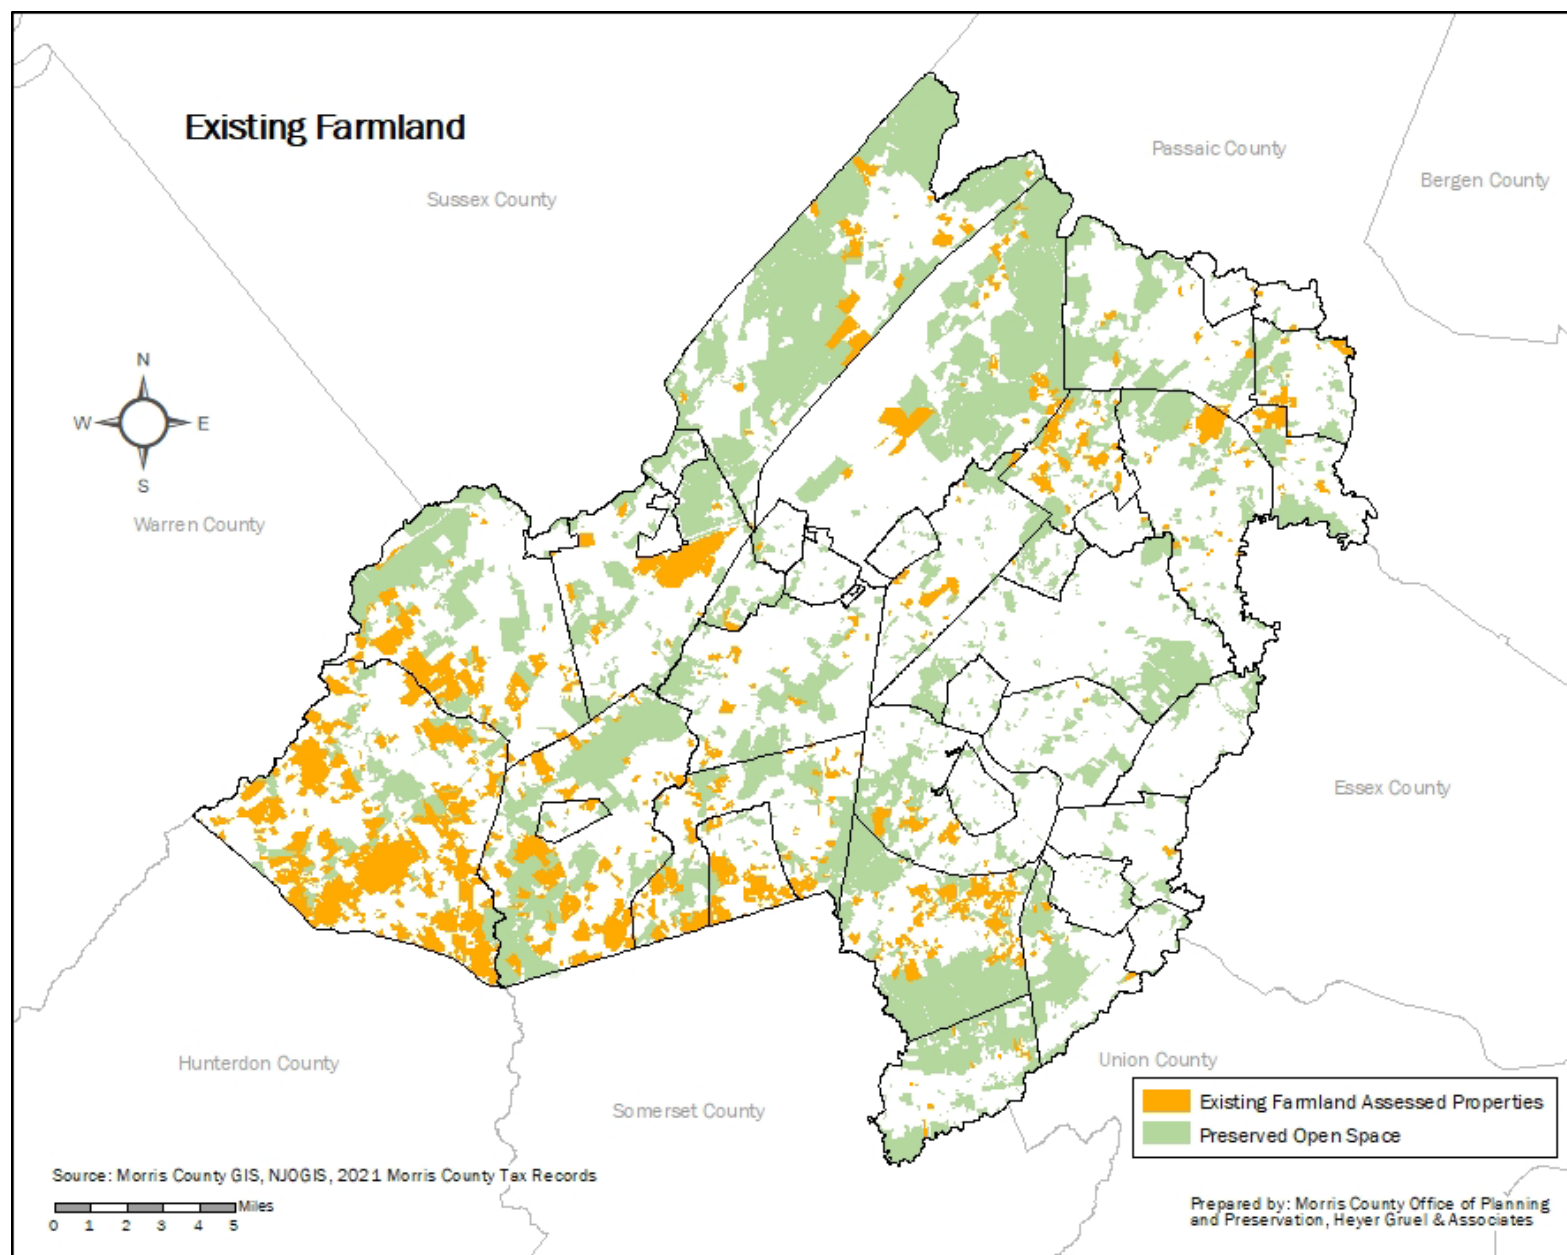 Existing Farmland
Passaic County
Bergen County
Sussex County
N
W
E
S
Warren County
Essex County
Hunterdon County
Union County
Somerset County
Existing Farmland Assessed Properties
Preserved Open Space
Source: Morris County GIS, NJOGIS, 2021 Morris County Tax Records
Miles
0 1 2 3 4 5
Prepared by: Morris County Office of Planning
and Preservation, Heyer Gruel & Associates